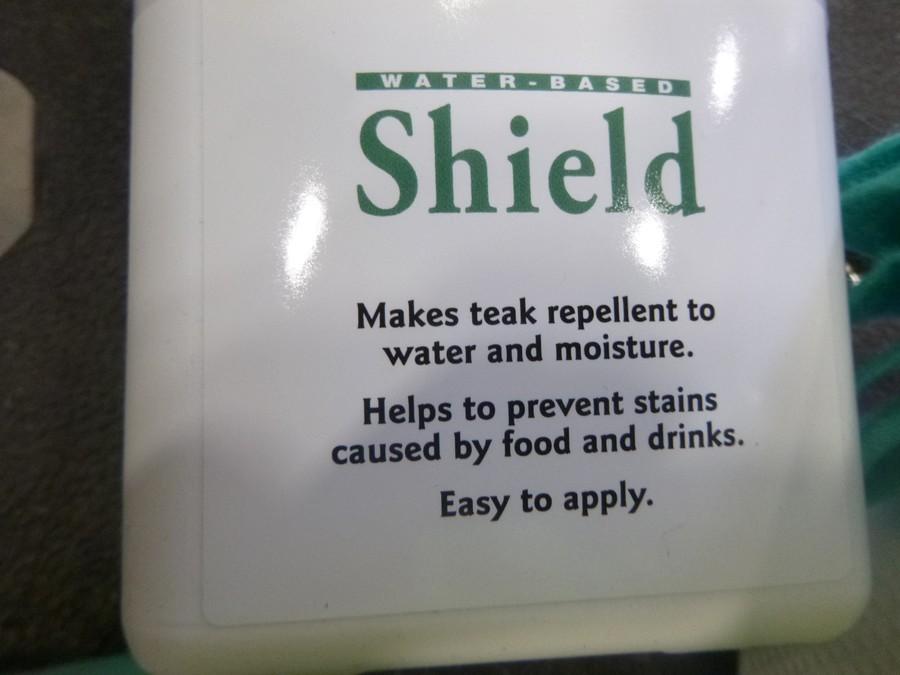 WATER-BASED
Shield
Makes teak repellent to
water and moisture.
Helps to prevent stains
caused by food and drinks.
Easy to apply.